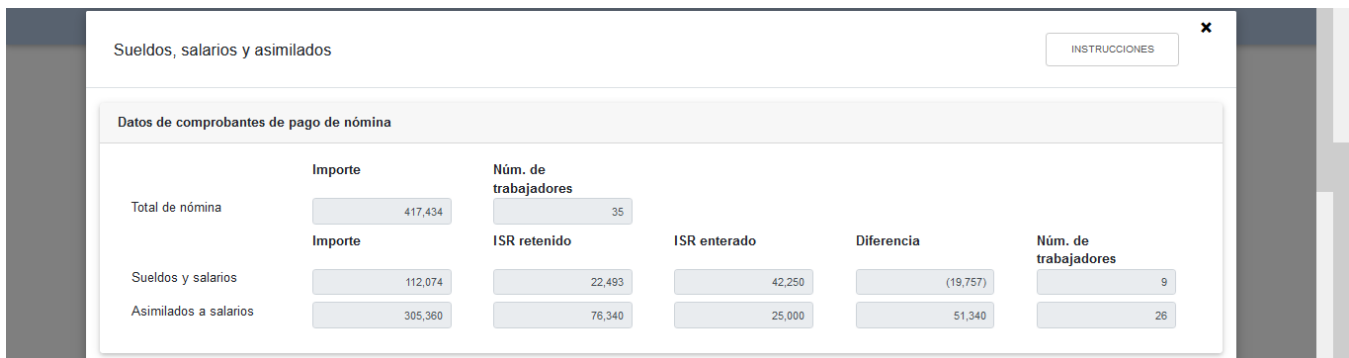 Sueldos, salarios y asimilados
INSTRUCCIONES
Datos de comprobantes de pago de nómina
Importe Núm. de trabajadores
Total de nómina 417,434 35
Importe ISR retenido ISR enterado Diferencia Núm. de trabajadores
Sueldos y salarios 112,074 22,493 42,250 (19,757) 9
Asimilados a salarios 305,360 76,340 25,000 51,340 26